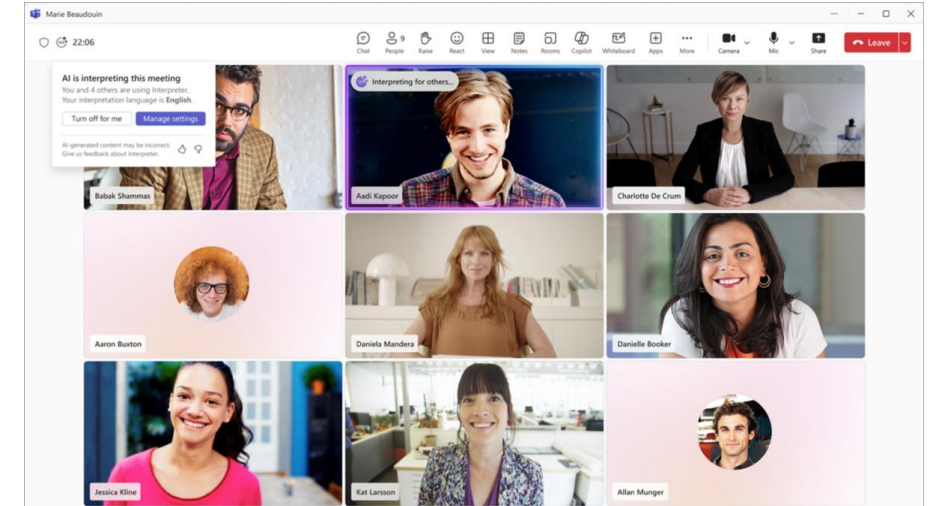 Marie Beaudouin
22:06
Chat
People 9
Raise
React
View
Notes
Rooms
Copilot
Whiteboard
Apps
More
Camera
Mic
Share
Leave
AI is interpreting this meeting
You and 4 others are using Interpreter.
Your interpretation language is English.
Turn off for me
Manage settings
AI-generated content may be incorrect.
Give us feedback about Interpreter.
Interpreting for others...
Babak Shammas
Aadi Kapoor
Charlotte De Crum
Aaron Buxton
Daniela Mandera
Danielle Booker
Jessica Kline
Kat Larsson
Allan Munger